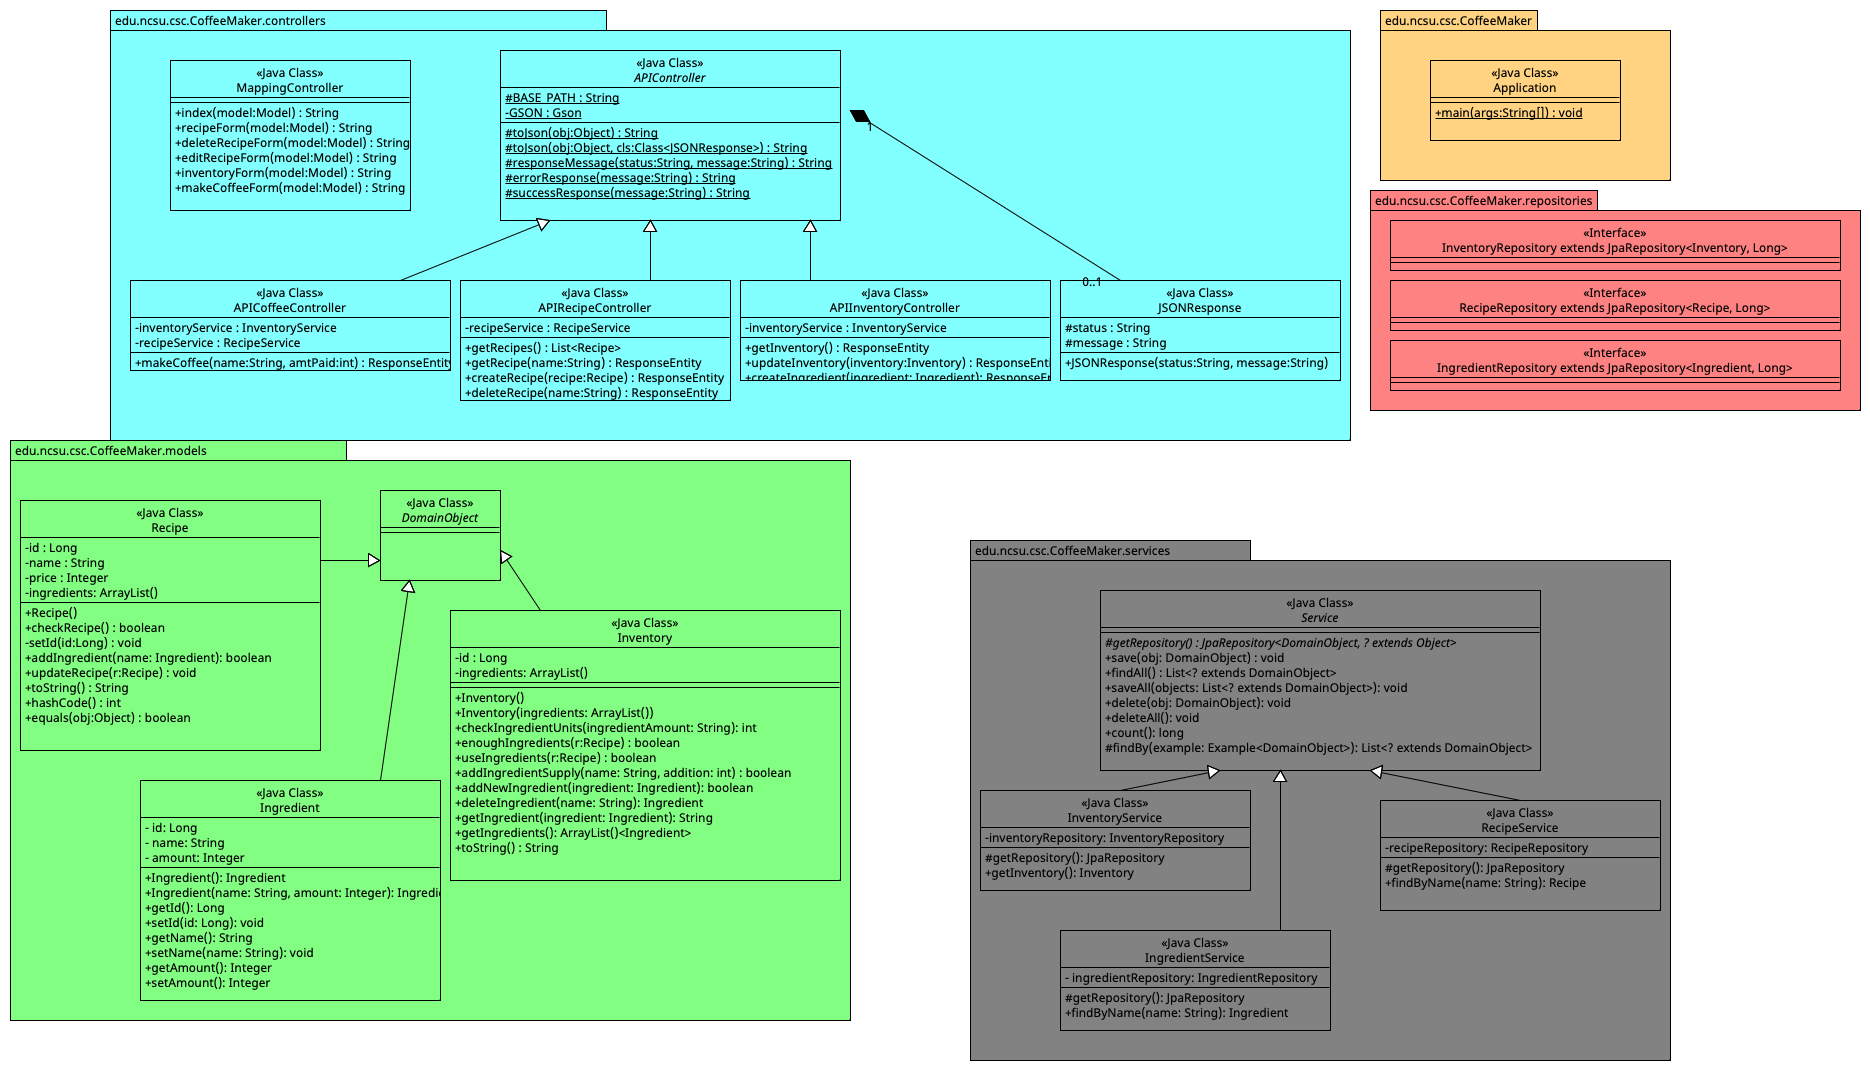 edu.ncsu.csc.CoffeeMaker.controllers
«Java Class»
MappingController
+index(model:Model) : String
+recipeForm(model:Model) : String
+deleteRecipeForm(model:Model) : String
+editRecipeForm(model:Model) : String
+inventoryForm(model:Model) : String
+makeCoffeeForm(model:Model) : String
«Java Class»
APIController
#BASE_PATH : String
-GSON : Gson
#toJson(obj:Object) : String
#toJson(obj:Object, cls:Class<JSONResponse>) : String
#responseMessage(status:String, message:String) : String
#errorResponse(message:String) : String
#successResponse(message:String) : String
1
0..1
«Java Class»
APICoffeeController
-inventoryService : InventoryService
-recipeService : RecipeService
+makeCoffee(name:String, amtPaid:int) : ResponseEntity
«Java Class»
APIRecipeController
-recipeService : RecipeService
+getRecipes() : List<Recipe>
+getRecipe(name:String) : ResponseEntity
+createRecipe(recipe:Recipe) : ResponseEntity
+deleteRecipe(name:String) : ResponseEntity
«Java Class»
APIInventoryController
-inventoryService : InventoryService
+getInventory() : ResponseEntity
+updateInventory(inventory:Inventory) : ResponseEnti
+createIngredient(ingredient: Ingredient): ResponseEn
«Java Class»
JSONResponse
#status : String
#message : String
+JSONResponse(status:String, message:String)
edu.ncsu.csc.CoffeeMaker
«Java Class»
Application
+main(args:String[]) : void
edu.ncsu.csc.CoffeeMaker.repositories
«Interface»
InventoryRepository extends JpaRepository<Inventory, Long>
«Interface»
RecipeRepository extends JpaRepository<Recipe, Long>
«Interface»
IngredientRepository extends JpaRepository<Ingredient, Long>
edu.ncsu.csc.CoffeeMaker.models
«Java Class»
Recipe
-id : Long
-name : String
-price : Integer
-ingredients: ArrayList()
+Recipe()
+checkRecipe() : boolean
-setId(id:Long) : void
+addIngredient(name: Ingredient): boolean
+updateRecipe(r:Recipe) : void
+toString() : String
+hashCode() : int
+equals(obj:Object) : boolean
«Java Class»
DomainObject
«Java Class»
Inventory
-id : Long
-ingredients: ArrayList()
+Inventory()
+Inventory(ingredients: ArrayList())
+checkIngredientUnits(ingredientAmount: String): int
+enoughIngredients(r:Recipe) : boolean
+useIngredients(r:Recipe) : boolean
+addIngredientSupply(name: String, addition: int) : boolean
+addNewIngredient(ingredient: Ingredient): boolean
+deleteIngredient(name: String): Ingredient
+getIngredient(ingredient: Ingredient): String
+getIngredients(): ArrayList()<Ingredient>
+toString() : String
«Java Class»
Ingredient
- id: Long
- name: String
- amount: Integer
+Ingredient(): Ingredient
+Ingredient(name: String, amount: Integer): Ingredie
+getId(): Long
+setId(id: Long): void
+getName(): String
+setName(name: String): void
+getAmount(): Integer
+setAmount(): Integer
edu.ncsu.csc.CoffeeMaker.services
«Java Class»
Service
#getRepository() : JpaRepository<DomainObject, ? extends Object>
+save(obj: DomainObject) : void
+findAll() : List<? extends DomainObject>
+saveAll(objects: List<? extends DomainObject>): void
+delete(obj: DomainObject): void
+deleteAll(): void
+count(): long
#findBy(example: Example<DomainObject>): List<? extends DomainObject>
«Java Class»
InventoryService
-inventoryRepository: InventoryRepository
#getRepository(): JpaRepository
+getInventory(): Inventory
«Java Class»
RecipeService
-recipeRepository: RecipeRepository
#getRepository(): JpaRepository
+findByName(name: String): Recipe
«Java Class»
IngredientService
- ingredientRepository: IngredientRepository
#getRepository(): JpaRepository
+findByName(name: String): Ingredient